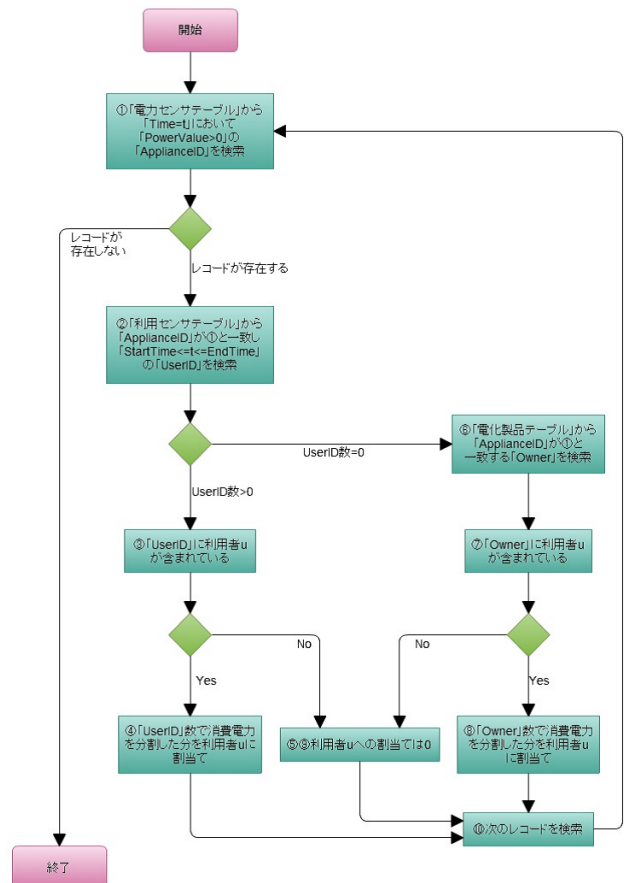 開始
①「電力センサテーブル」から
「Time=t」において
「PowerValue>0」の
「ApplianceID」を検索
レコードが
存在しない
レコードが存在する
②「利用センサテーブル」から
「ApplianceID」が①と一致し
「StartTime<=t<=EndTime」
の「UserID」を検索
UserID数=0
⑥「電化製品テーブル」から
「ApplianceID」が①と
一致する「Owner」を検索
UserID数>0
③「UserID」に利用者u
が含まれている
⑦「Owner」に利用者u
が含まれている
No
No
Yes
Yes
④「UserID」数で消費電力
を分割した分を利用者uに
割当て
⑤⑨利用者uへの割当ては0
⑧「Owner」数で消費電力
を分割した分を利用者u
に割当て
⑩次のレコードを検索
終了